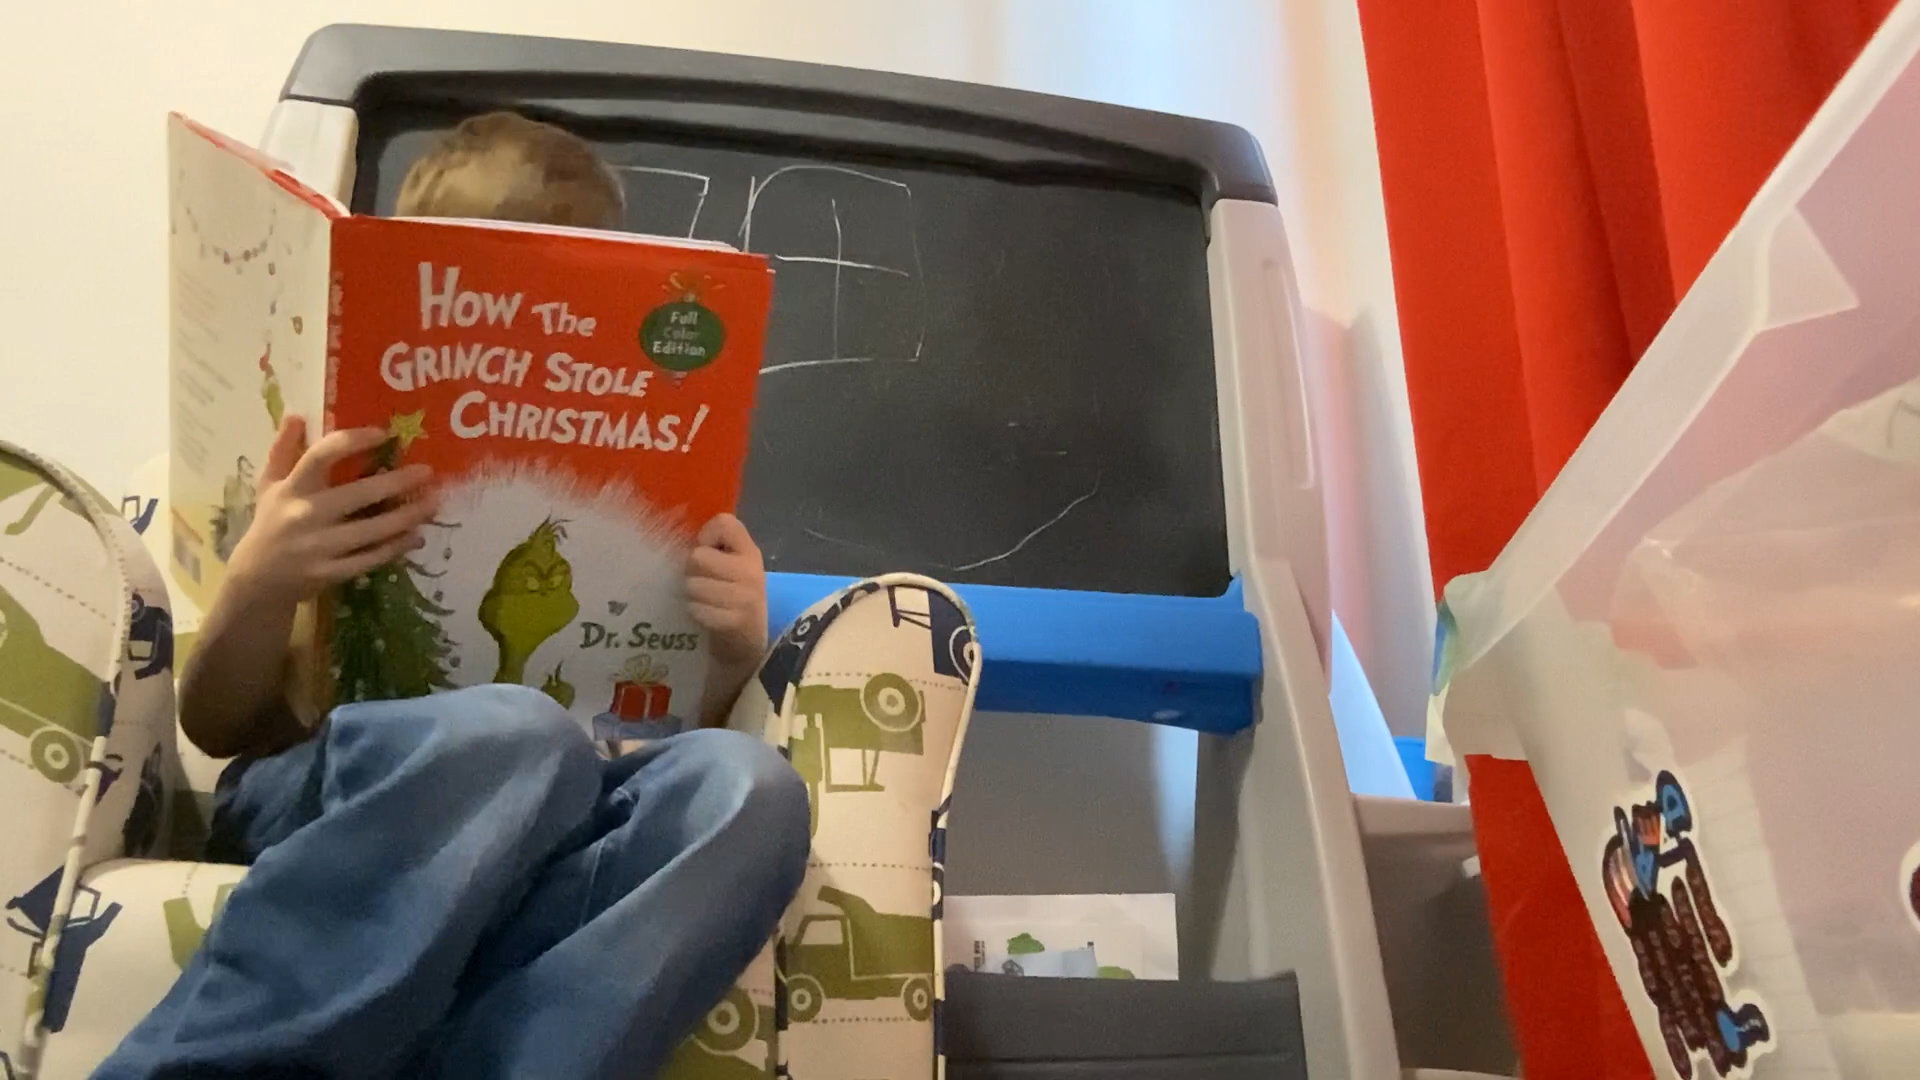 How The
Grinch Stole
Christmas!
Full
Color
Edition
by
Dr. Seuss